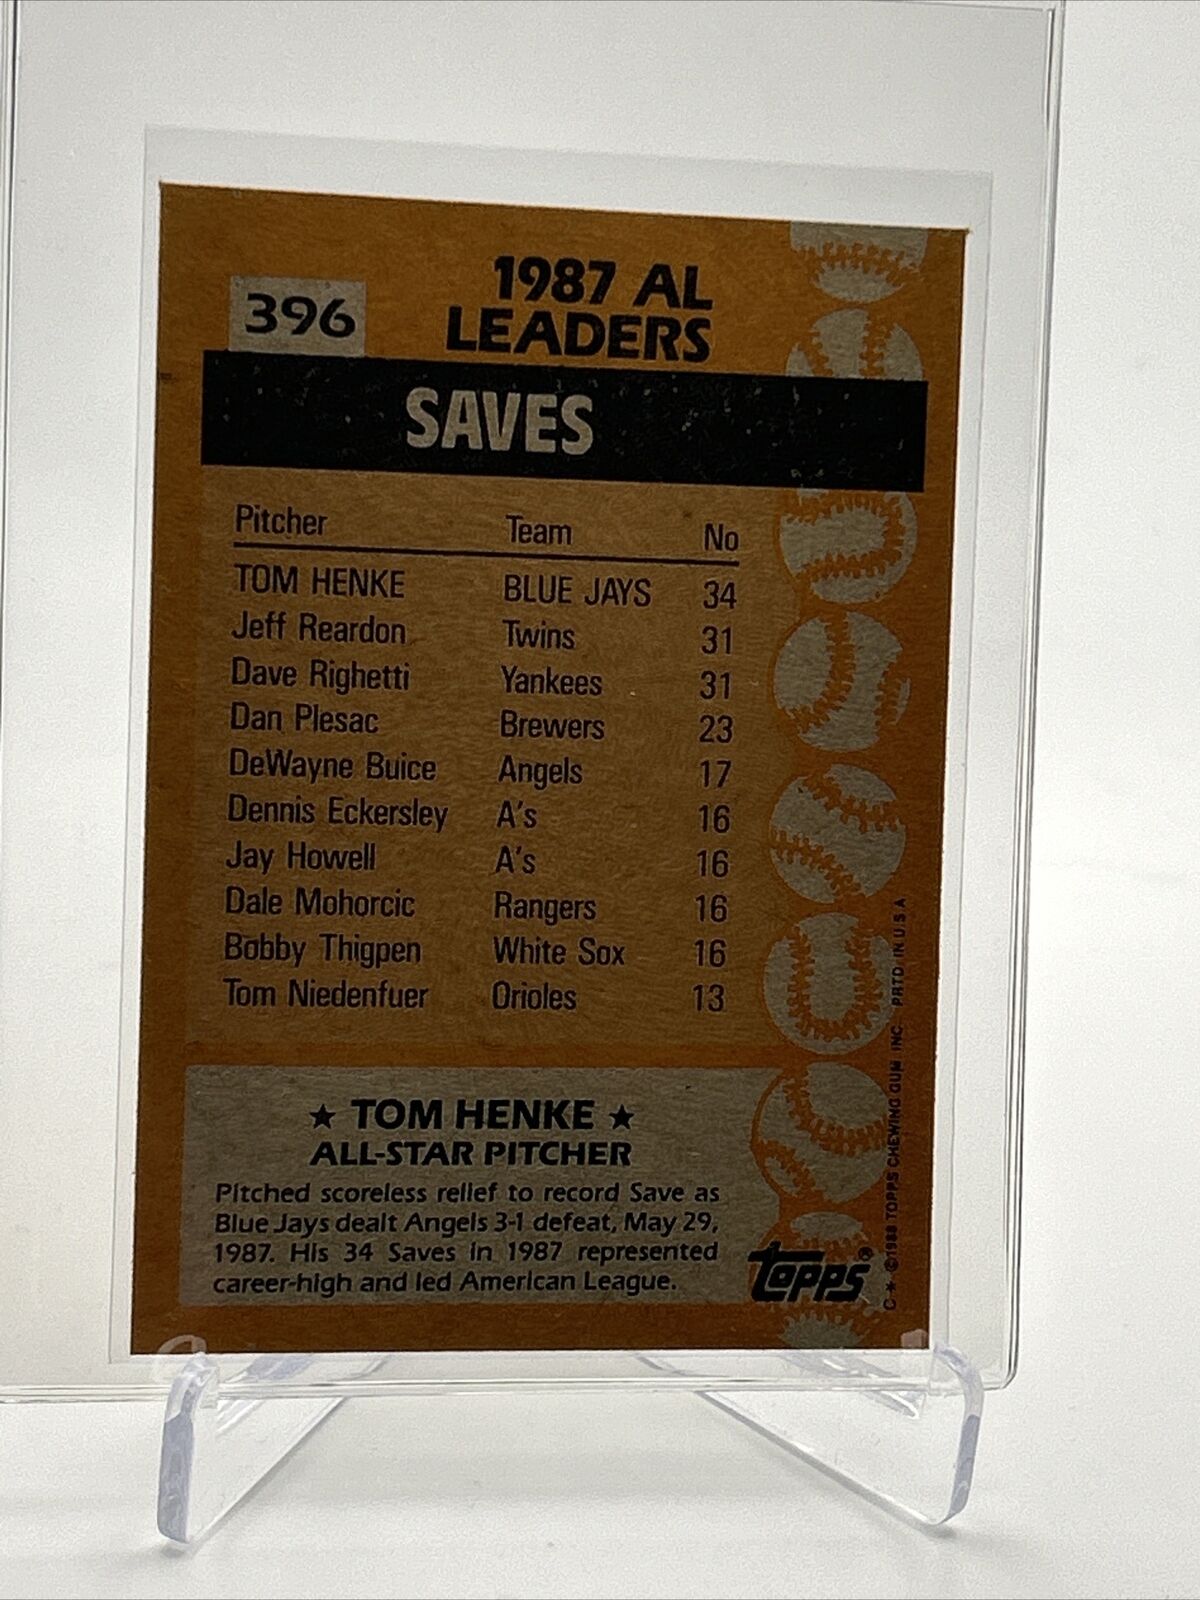 396
1987 AL
LEADERS
SAVES
Pitcher Team No
TOM HENKE BLUE JAYS 34
Jeff Reardon Twins 31
Dave Righetti Yankees 31
Dan Plesac Brewers 23
DeWayne Buice Angels 17
Dennis Eckersley A's 16
Jay Howell A's 16
Dale Mohorcic Rangers 16
Bobby Thigpen White Sox 16
Tom Niedenfuer Orioles 13
★ TOM HENKE ★
ALL-STAR PITCHER
Pitched scoreless relief to record Save as
Blue Jays dealt Angels 3-1 defeat, May 29,
1987. His 34 Saves in 1987 represented
career-high and led American League.
topps®
C * ©1988 TOPPS CHEWING GUM INC. PRTD IN U.S.A